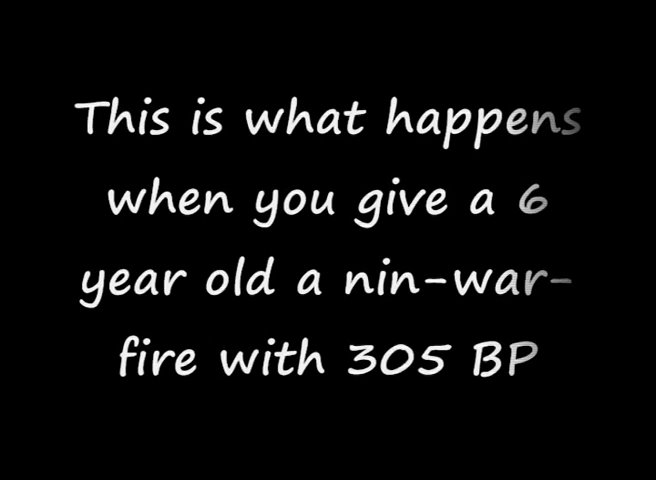 This is what happens
when you give a 6
year old a nin-war-
fire with 305 BP